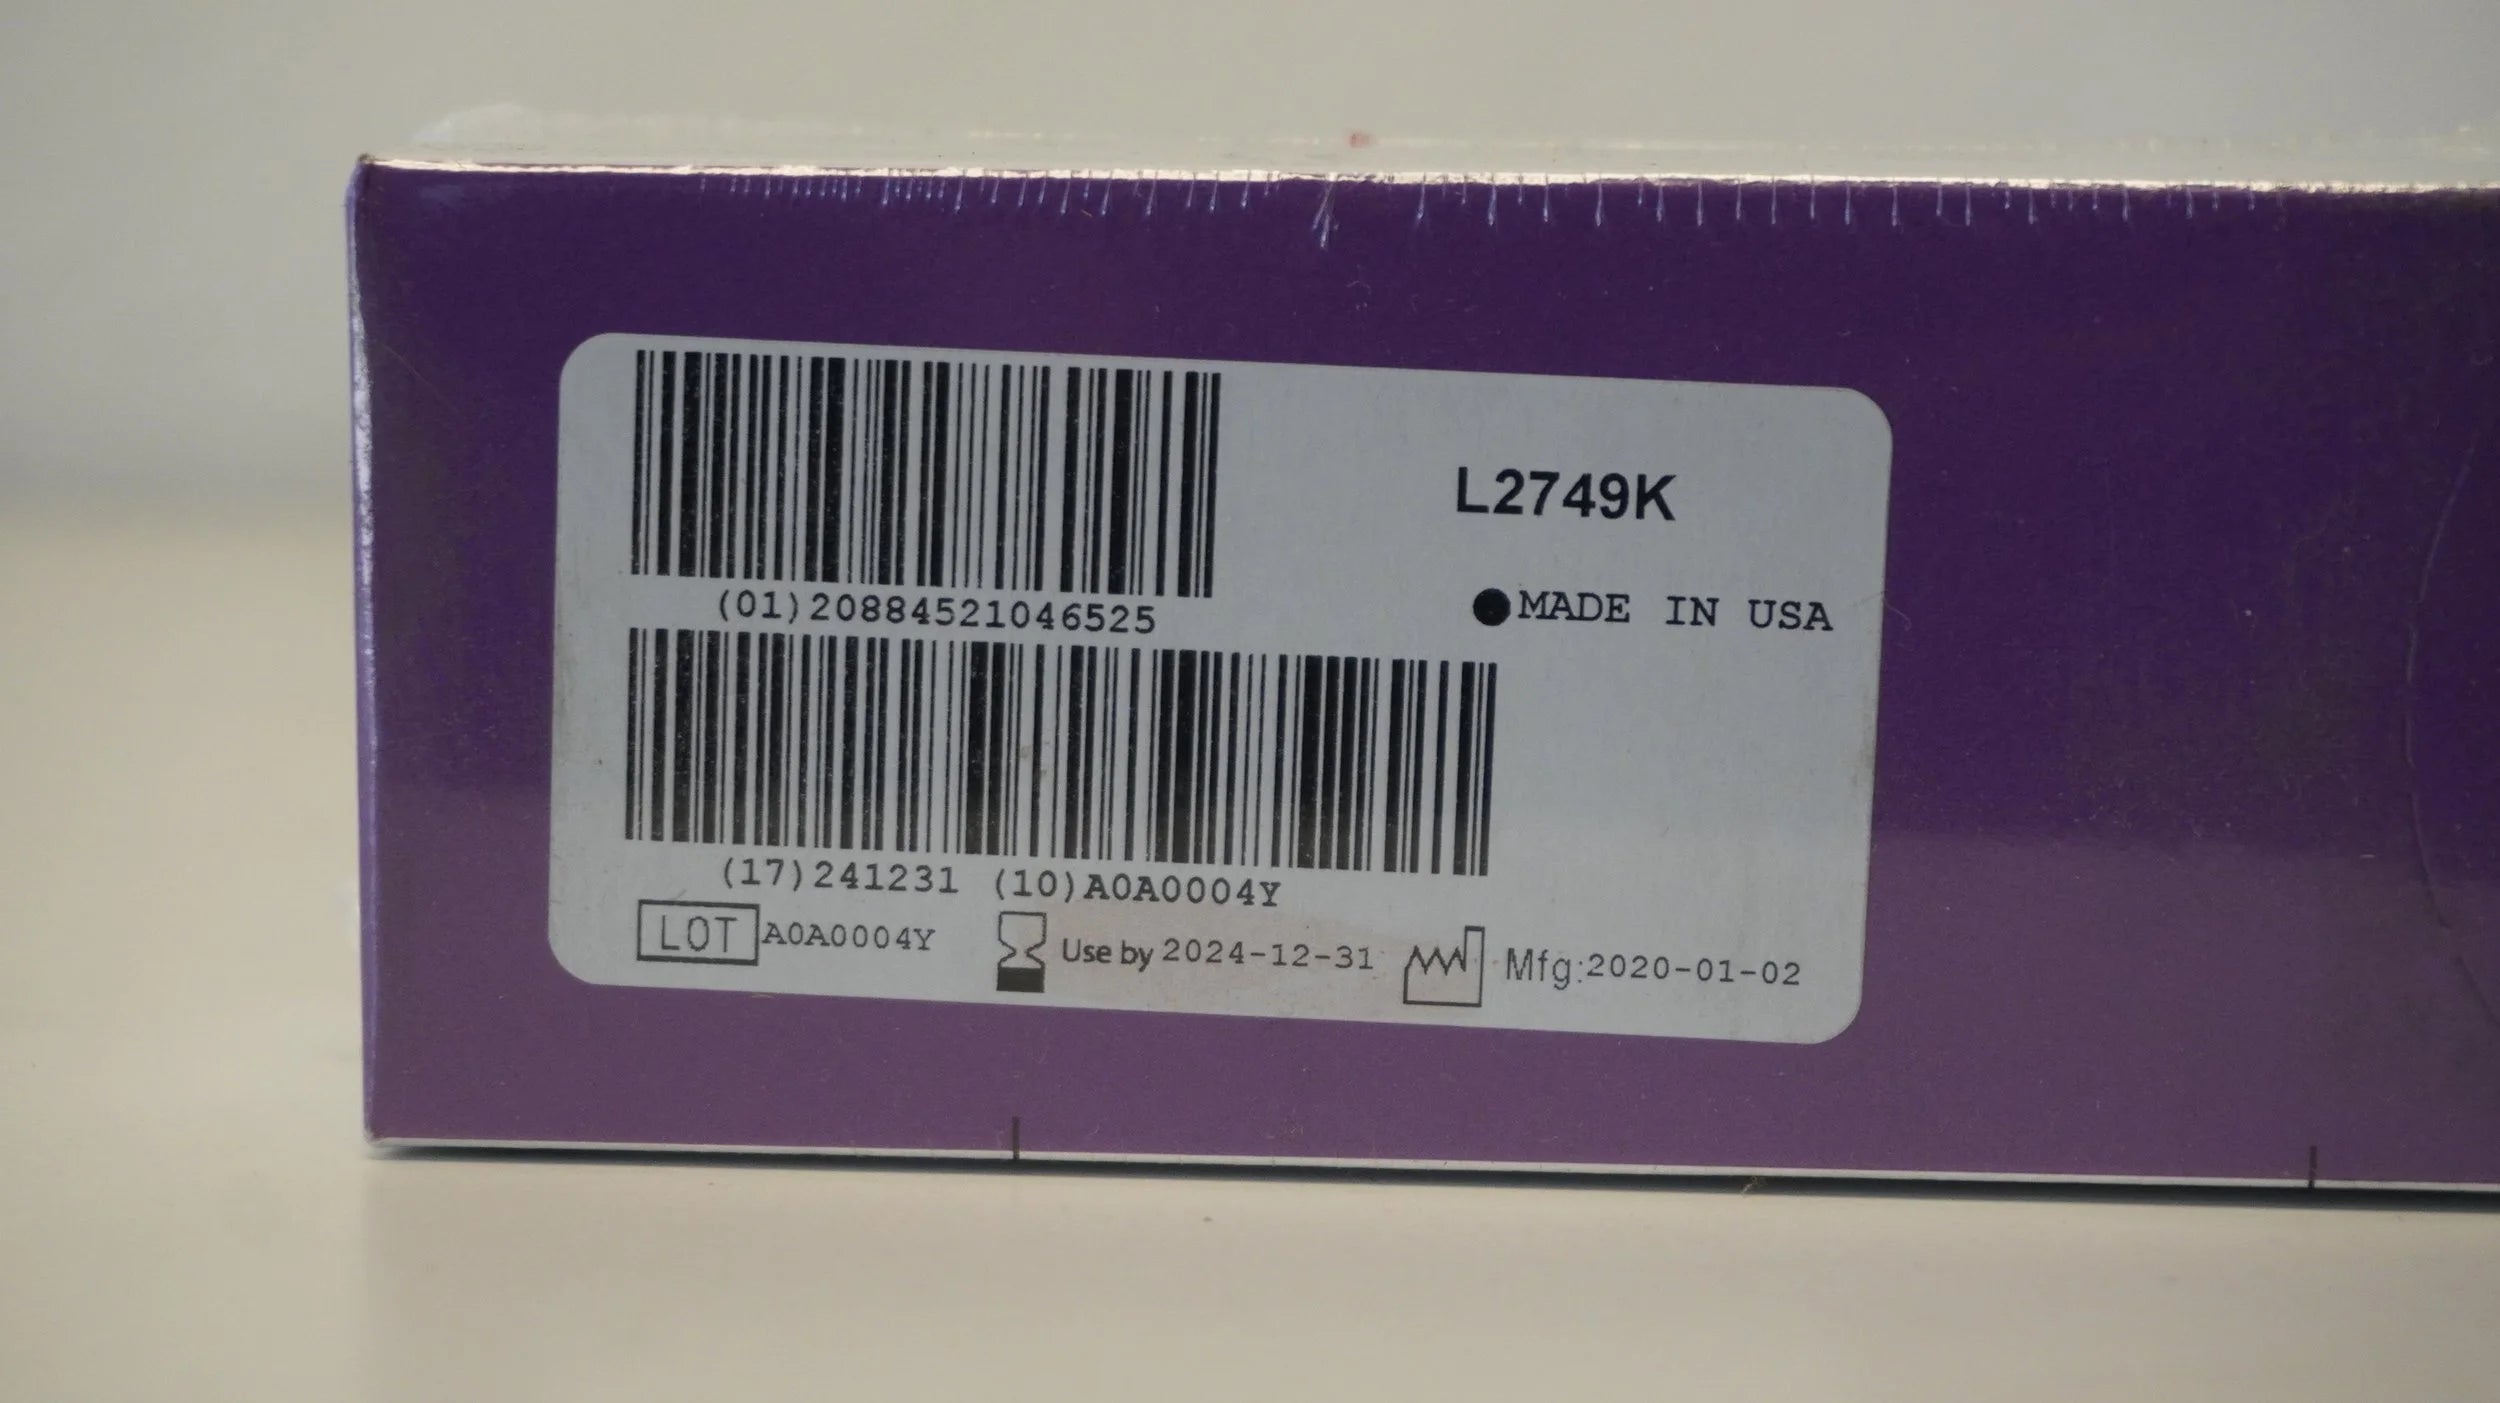 L2749K
(01)20884521046525
●MADE IN USA
(17)241231 (10)A0A0004Y
LOT A0A0004Y Use by 2024-12-31 Mfg:2020-01-02